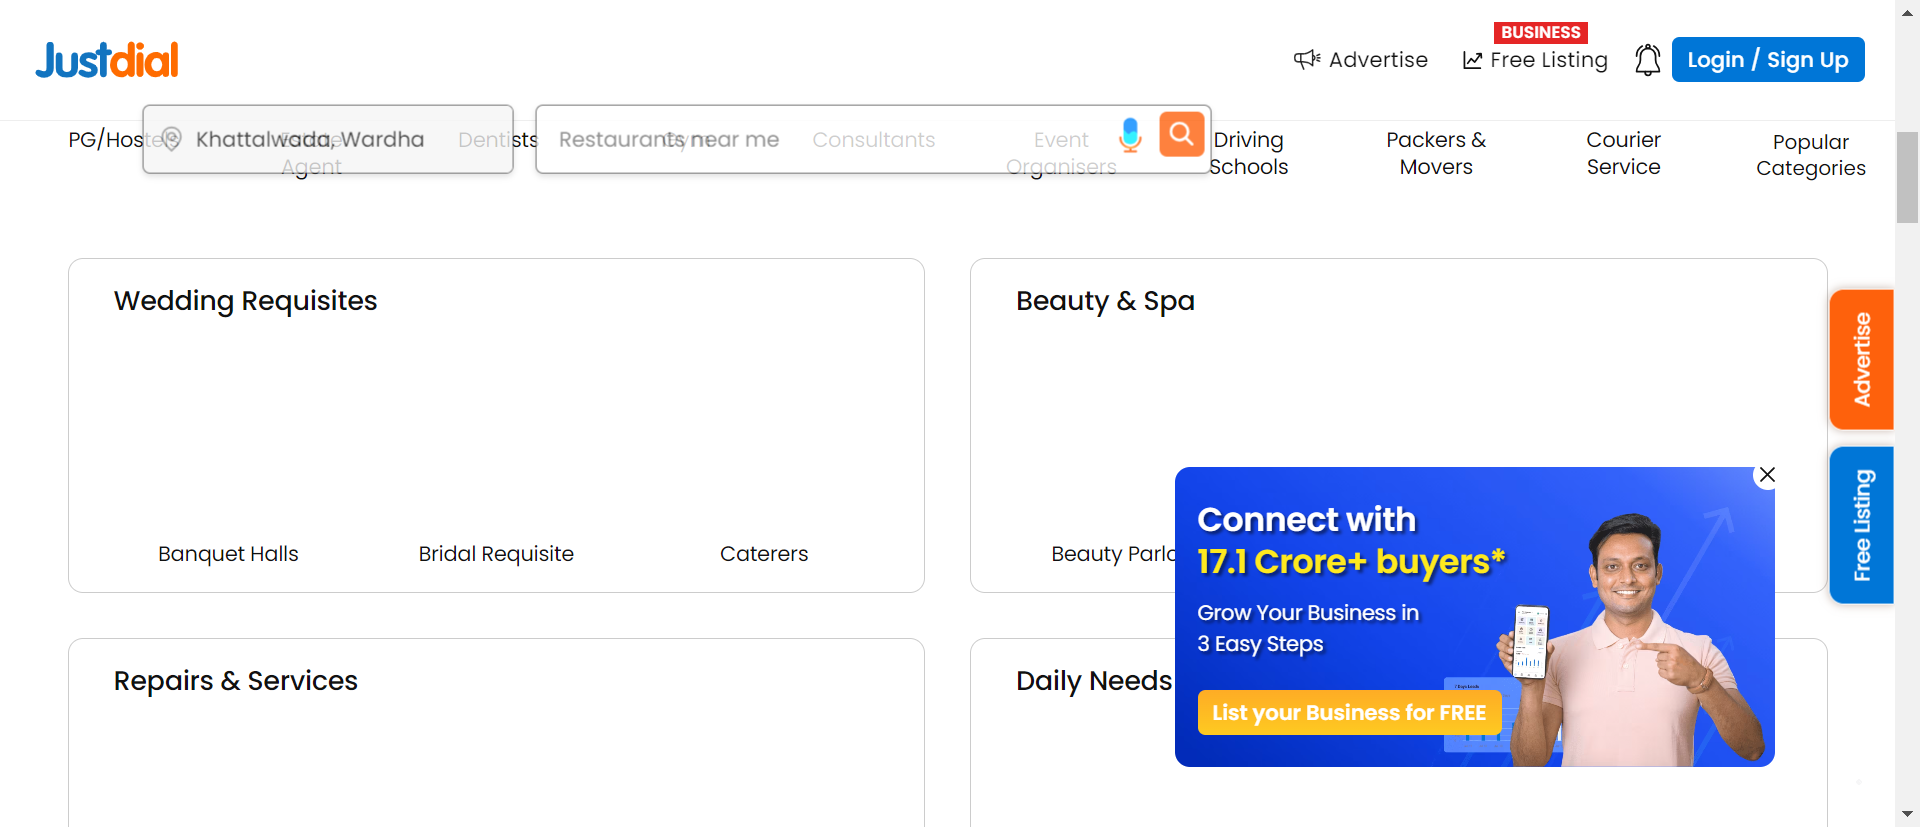 BUSINESS
Justdial
Advertise
Free Listing
Login / Sign Up
PG/Hostels
Estate
Agent
Khattalwada, Wardha
Dentists
Restaurants near me
Gym
Consultants
Event
Organisers
Driving
Schools
Packers &
Movers
Courier
Service
Popular
Categories
Wedding Requisites
Banquet Halls
Bridal Requisite
Caterers
Beauty & Spa
Beauty Parlo
Advertise
Free Listing
Connect with
17.1 Crore+ buyers*
Grow Your Business in
3 Easy Steps
List your Business for FREE
Repairs & Services
Daily Needs